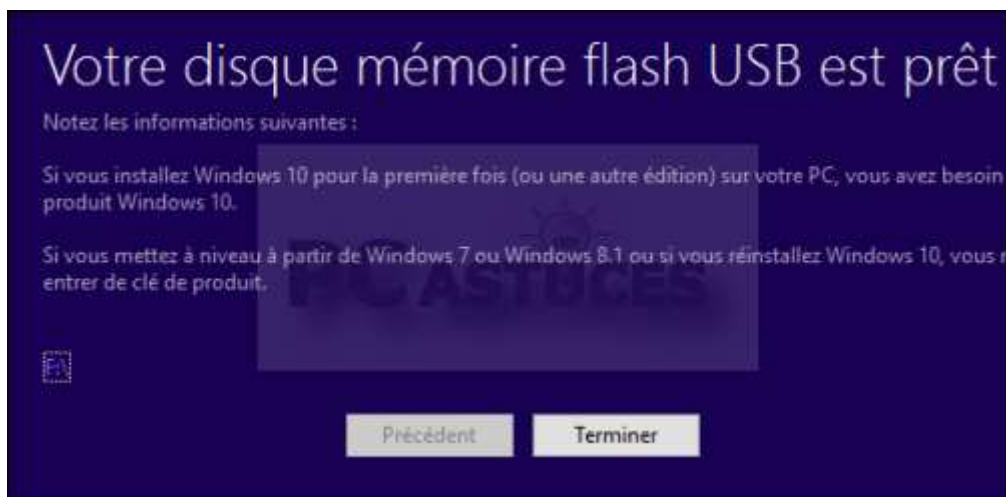 Votre disque mémoire flash USB est prêt
Notez les informations suivantes :
Si vous installez Windows 10 pour la première fois (ou une autre édition) sur votre PC, vous avez besoin
produit Windows 10.
Si vous mettez à niveau à partir de Windows 7 ou Windows 8.1 ou si vous réinstallez Windows 10, vous
entrer de clé de produit.
PC ASTUCES
Précédent
Terminer